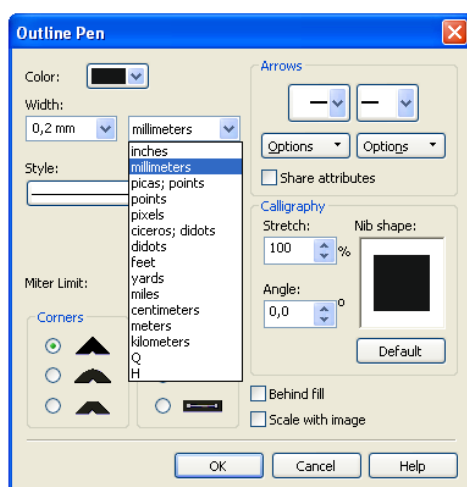 Outline Pen
Color:
Width:
0,2 mm
millimeters
inches
millimeters
picas; points
points
pixels
ciceros; didots
didots
feet
yards
miles
centimeters
meters
kilometers
Q
H
Style:
Miter Limit:
Corners
Arrows
Options Options
Share attributes
Calligraphy
Stretch: Nib shape:
100 %
Angle:
0,0 °
Default
Behind fill
Scale with image
OK Cancel Help